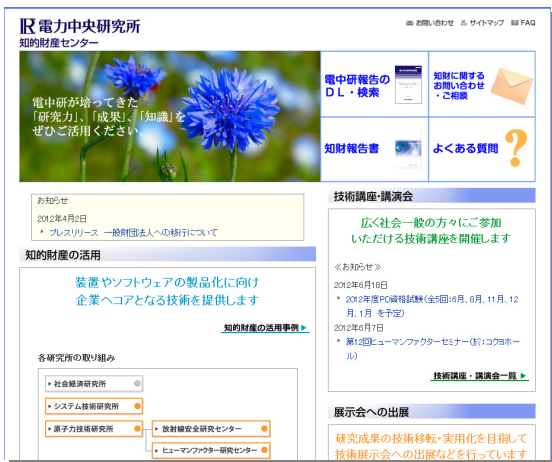 電力中央研究所
知的財産センター
お問い合わせ サイトマップ FAQ
電中研が培ってきた
「研究力」、「成果」、「知識」を
ぜひご活用ください。
電中研報告の
DL・検索
知財に関する
お問い合わせ
・ご相談
知財報告書
よくある質問
お知らせ
2012年4月2日
プレスリリース 一般財団法人への移行について
知的財産の活用
装置やソフトウェアの製品化に向け
企業へコアとなる技術を提供します
知的財産の活用事例
各研究所の取り組み
社会経済研究所
システム技術研究所
原子力技術研究所
放射線安全研究センター
ヒューマンファクター研究センター
技術講座・講演会
広く社会一般の方々にご参加
いただける技術講座を開催します
≪お知らせ≫
2012年6月18日
2012年度PD資格試験(全5回:6月、8月、11月、12
月、1月 を予定)
2012年6月7日
第12回ヒューマンファクターセミナー(於:コクヨホー
ル)
技術講座・講演会一覧
展示会への出展
研究成果の技術移転・実用化を目指して
技術展示会への出展などを行っています